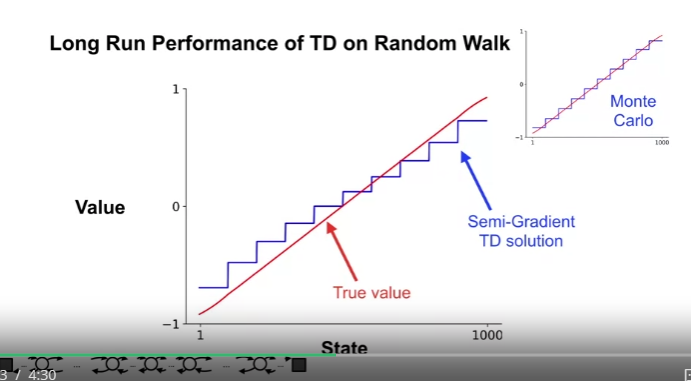 Long Run Performance of TD on Random Walk
1
0
−1
1
1000
Monte
Carlo
1
Value
0
Semi-Gradient
TD solution
True value
−1
1
1000
State
3 / 4:30